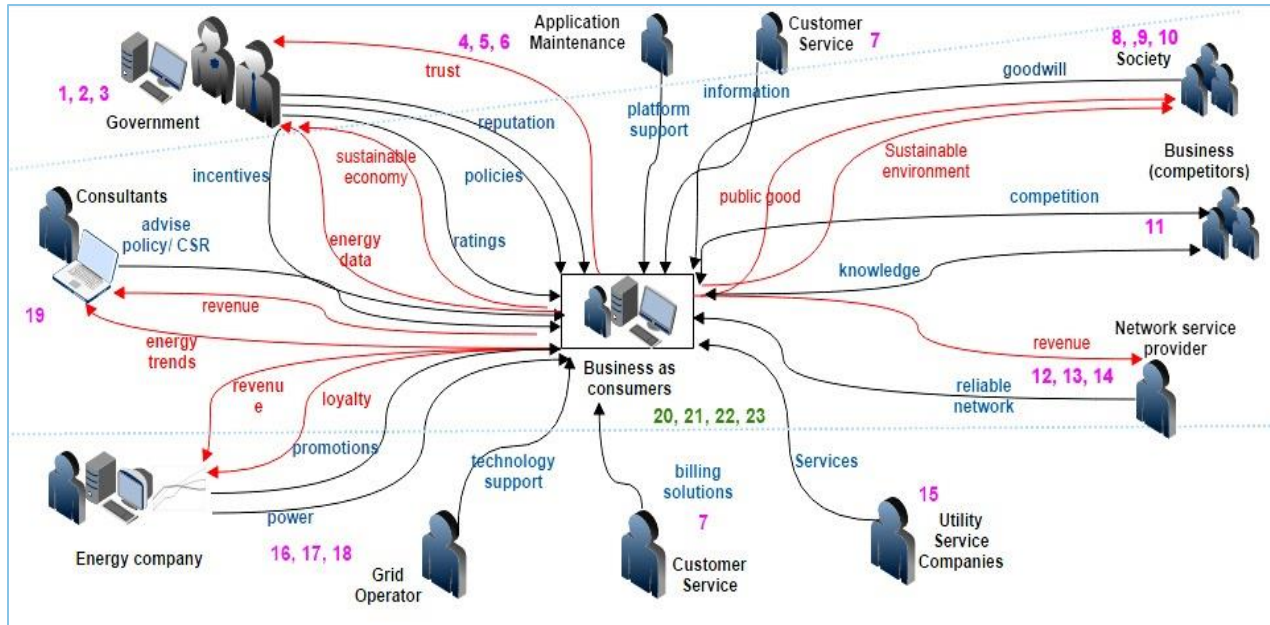 Application
Maintenance
Customer
Service
7
4, 5, 6
8, ,9, 10
Society
trust
goodwill
information
1, 2, 3
Government
reputation
platform
support
sustainable
economy
policies
incentives
Sustainable
environment
Business
(competitors)
public good
competition
Consultants
advise
policy/ CSR
energy
data
ratings
11
knowledge
revenue
19
energy
trends
Network service
provider
revenue
12, 13, 14
reliable
network
Business as
consumers
revenu
e
loyalty
20, 21, 22, 23
promotions
technology
support
billing
solutions
Services
power
7
15
Utility
Service
Companies
Energy company
16, 17, 18
Grid
Operator
Customer
Service